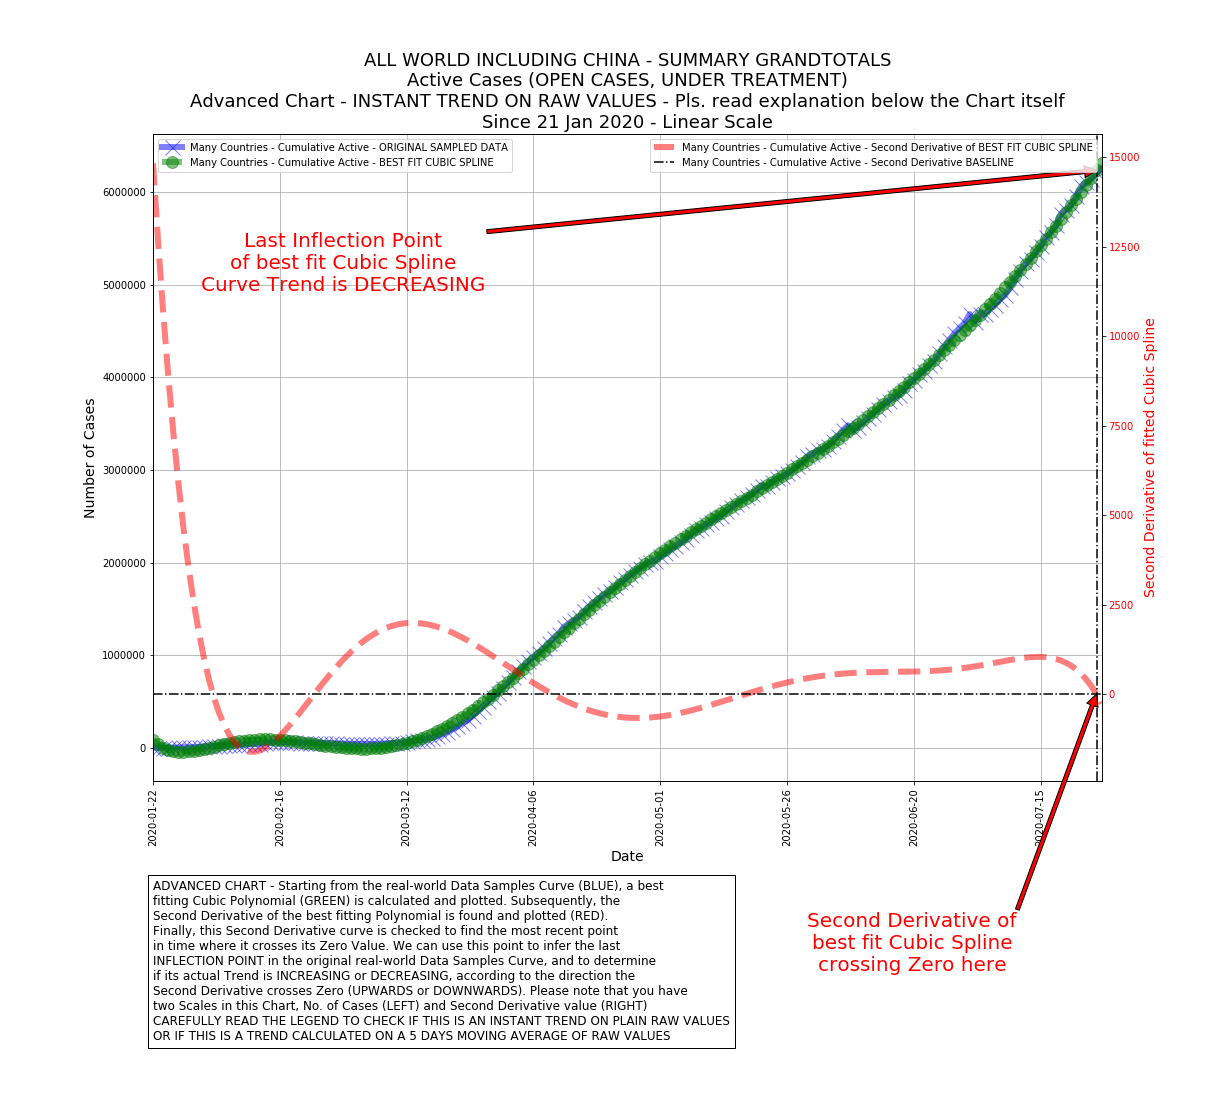 ALL WORLD INCLUDING CHINA - SUMMARY GRANDTOTALS
Active Cases (OPEN CASES, UNDER TREATMENT)
Advanced Chart - INSTANT TREND ON RAW VALUES - Pls. read explanation below the Chart itself
Since 21 Jan 2020 - Linear Scale
Many Countries - Cumulative Active - ORIGINAL SAMPLED DATA
Many Countries - Cumulative Active - BEST FIT CUBIC SPLINE
Many Countries - Cumulative Active - Second Derivative of BEST FIT CUBIC SPLINE
Many Countries - Cumulative Active - Second Derivative BASELINE
Last Inflection Point
of best fit Cubic Spline
Curve Trend is DECREASING
Number of Cases
6000000
5000000
4000000
3000000
2000000
1000000
0
15000
12500
10000
7500
5000
2500
0
Second Derivative of fitted Cubic Spline
2020-01-22
2020-02-16
2020-03-12
2020-04-06
2020-05-01
2020-05-26
2020-06-20
2020-07-15
Date
ADVANCED CHART - Starting from the real-world Data Samples Curve (BLUE), a best
fitting Cubic Polynomial (GREEN) is calculated and plotted. Subsequently, the
Second Derivative of the best fitting Polynomial is found and plotted (RED).
Finally, this Second Derivative curve is checked to find the most recent point
in time where it crosses its Zero Value. We can use this point to infer the last
INFLECTION POINT in the original real-world Data Samples Curve, and to determine
if its actual Trend is INCREASING or DECREASING, according to the direction the
Second Derivative crosses Zero (UPWARDS or DOWNWARDS). Please note that you have
two Scales in this Chart, No. of Cases (LEFT) and Second Derivative value (RIGHT)
CAREFULLY READ THE LEGEND TO CHECK IF THIS IS AN INSTANT TREND ON PLAIN RAW VALUES
OR IF THIS IS A TREND CALCULATED ON A 5 DAYS MOVING AVERAGE OF RAW VALUES
Second Derivative of
best fit Cubic Spline
crossing Zero here